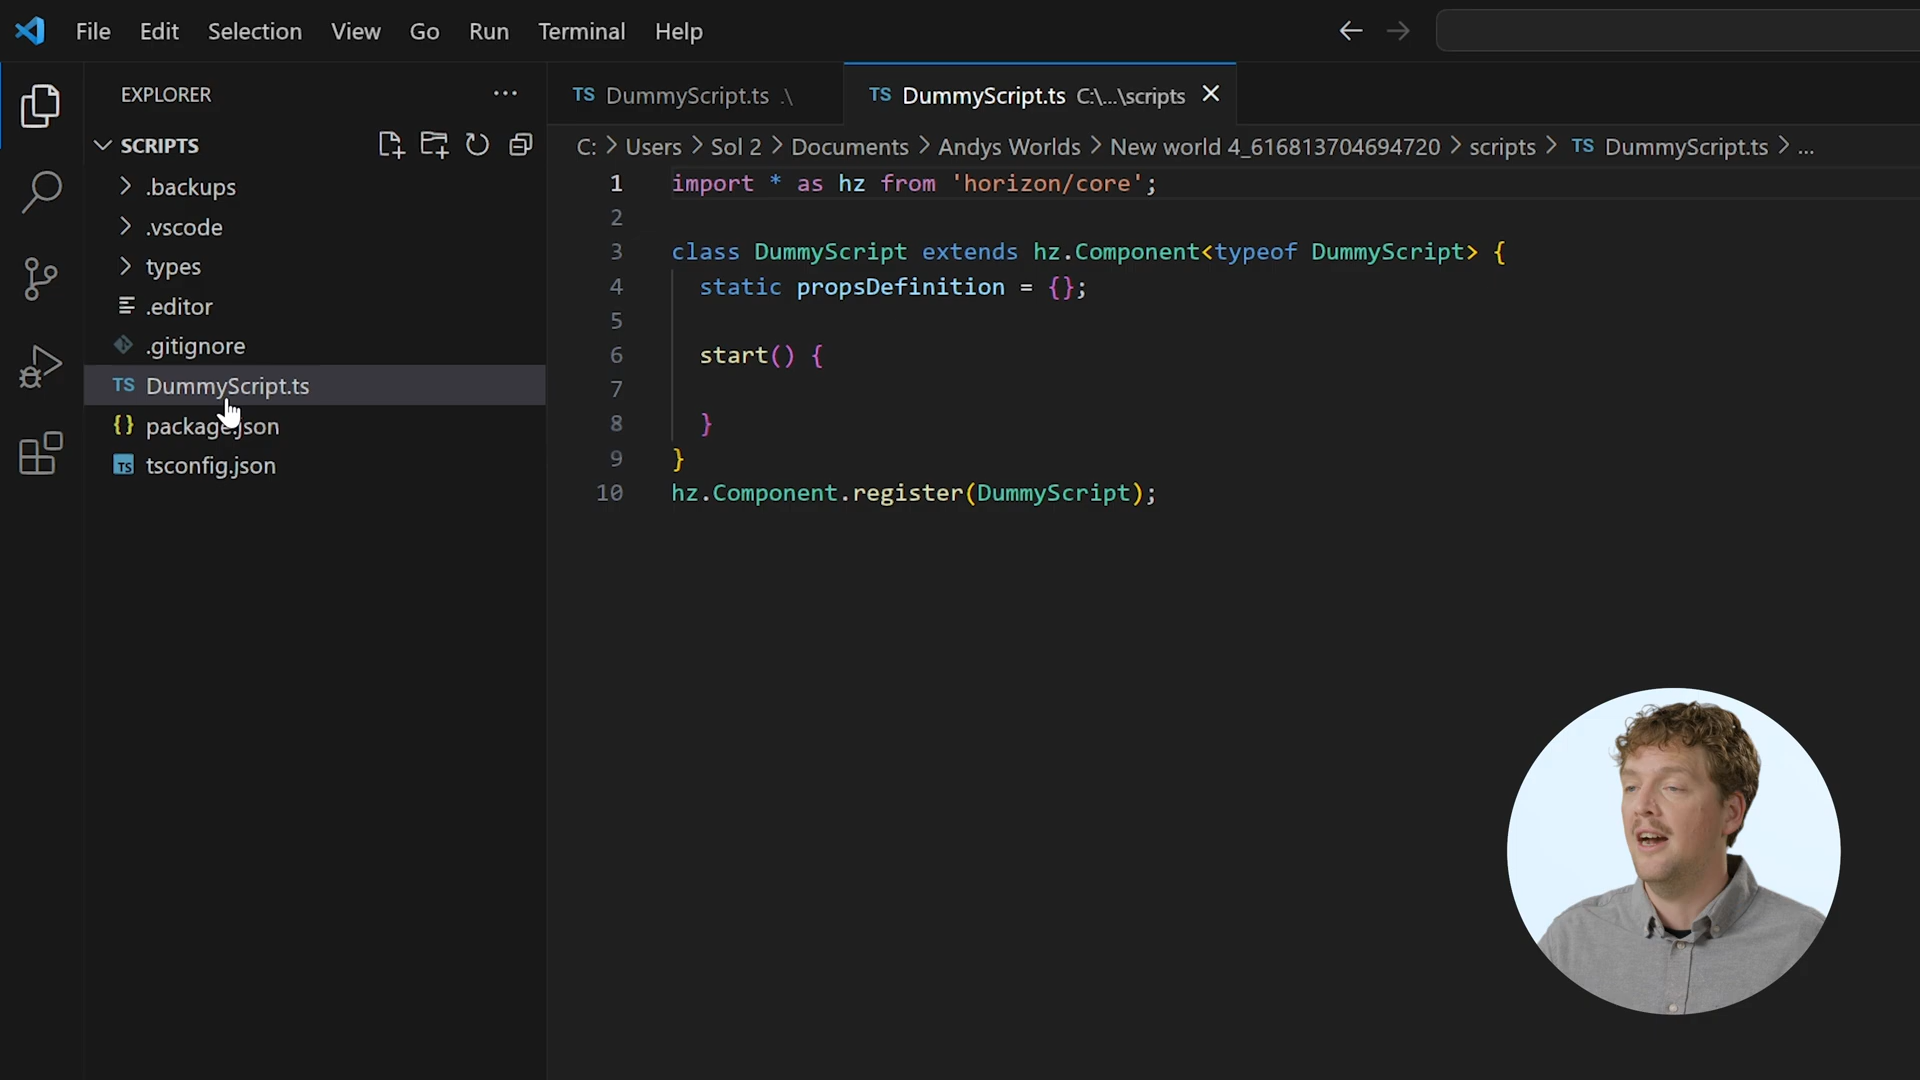 File Edit Selection View Go Run Terminal Help
EXPLORER
SCRIPTS
.backups
.vscode
types
.editor
.gitignore
TS DummyScript.ts
{} package.json
TS tsconfig.json
TS DummyScript.ts .\
TS DummyScript.ts C:\...\scripts
C: > Users > Sol 2 > Documents > Andys Worlds > New world 4_616813704694720 > scripts > TS DummyScript.ts > ...
1 import * as hz from 'horizon/core';
2
3 class DummyScript extends hz.Component<typeof DummyScript> {
4 static propsDefinition = {};
5
6 start() {
7
8 }
9 }
10 hz.Component.register(DummyScript);